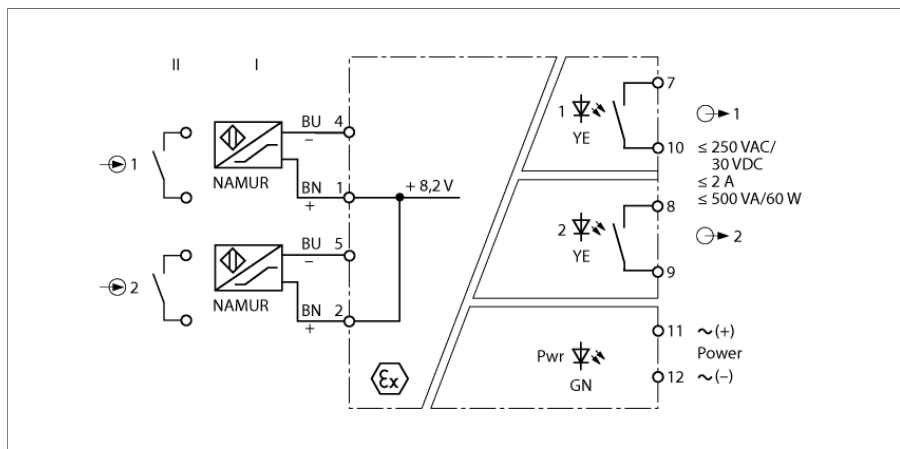 II I
BU 4
−
1
NAMUR
BN 1
+
+ 8,2 V
BU 5
−
2
NAMUR
BN 2
+
Ex
1
YE
7
1
10
≤ 250 VAC/
30 VDC
≤ 2 A
≤ 500 VA/60 W
8
2
YE
2
9
11 ~ (+)
Pwr
Power
GN
12 ~ (−)